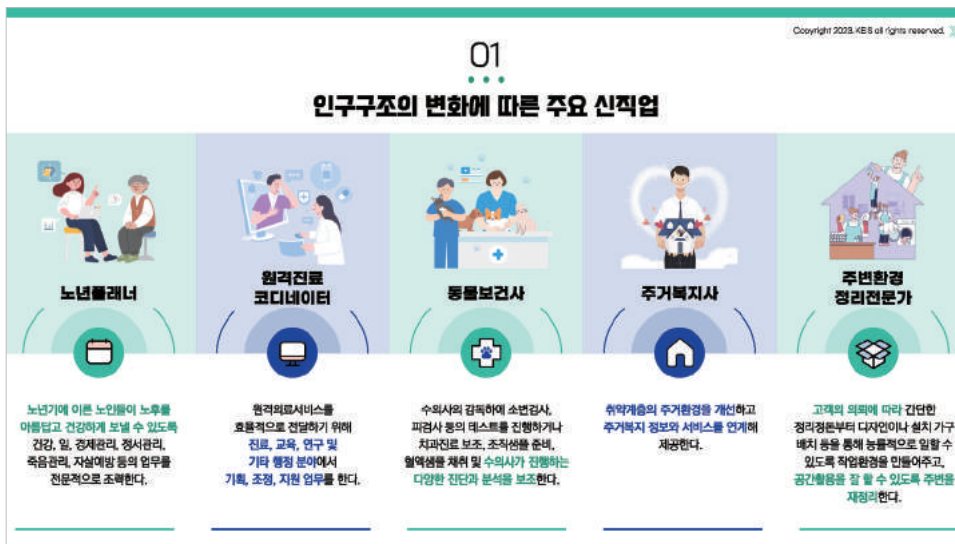 Copyright 2023.KBS all rights reserved.
01
인구구조의 변화에 따른 주요 신직업
노년플래너
노년기에 이른 노인들이 노후를
아름답고 건강하게 보낼 수 있도록
건강, 일, 경제관리, 정서관리,
죽음관리, 자살예방 등의 업무를
전문적으로 조력한다.
원격진료
코디네이터
원격의료서비스를
효율적으로 전달하기 위해
진료, 교육, 연구 및
기타 행정 분야에서
기획, 조정, 지원 업무를 한다.
동물보건사
수의사의 감독하에 소변검사,
피검사 등의 테스트를 진행하거나
치과진료 보조, 조직샘플 준비,
혈액샘플 채취 및 수의사가 진행하는
다양한 진단과 분석을 보조한다.
주거복지사
취약계층의 주거환경을 개선하고
주거복지 정보와 서비스를 연계해
제공한다.
주변환경
정리전문가
고객의 의뢰에 따라 간단한
정리정돈부터 디자인이나 설치 가구
배치 등을 통해 능률적으로 일할 수
있도록 작업환경을 만들어주고,
공간활용을 잘 할 수 있도록 주변을
재정리한다.